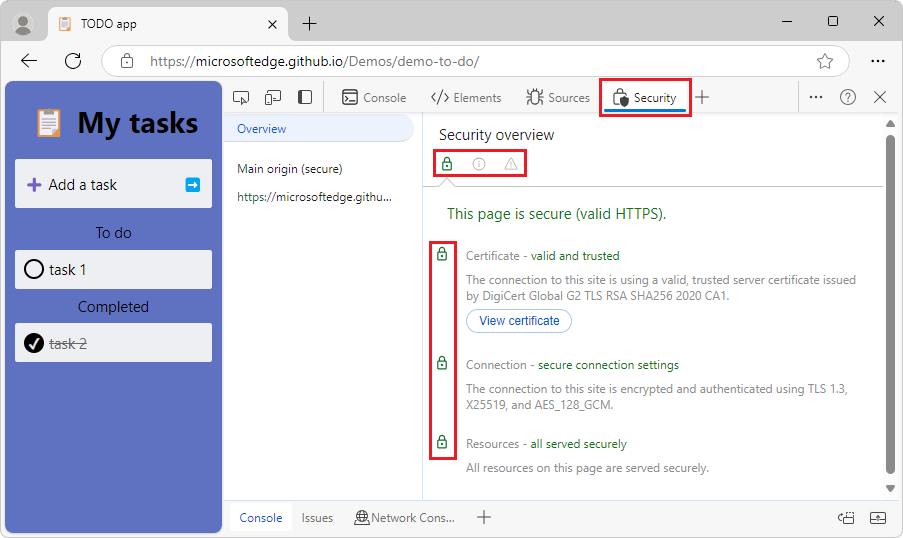 TODO app
https://microsoftedge.github.io/Demos/demo-to-do/
My tasks
Add a task
To do
task 1
Completed
task 2
Console
Elements
Sources
Security
Overview
Main origin (secure)
https://microsoftedge.githu...
Security overview
This page is secure (valid HTTPS).
Certificate - valid and trusted
The connection to this site is using a valid, trusted server certificate issued
by DigiCert Global G2 TLS RSA SHA256 2020 CA1.
View certificate
Connection - secure connection settings
The connection to this site is encrypted and authenticated using TLS 1.3,
X25519, and AES_128_GCM.
Resources - all served securely
All resources on this page are served securely.
Console
Issues
Network Cons...